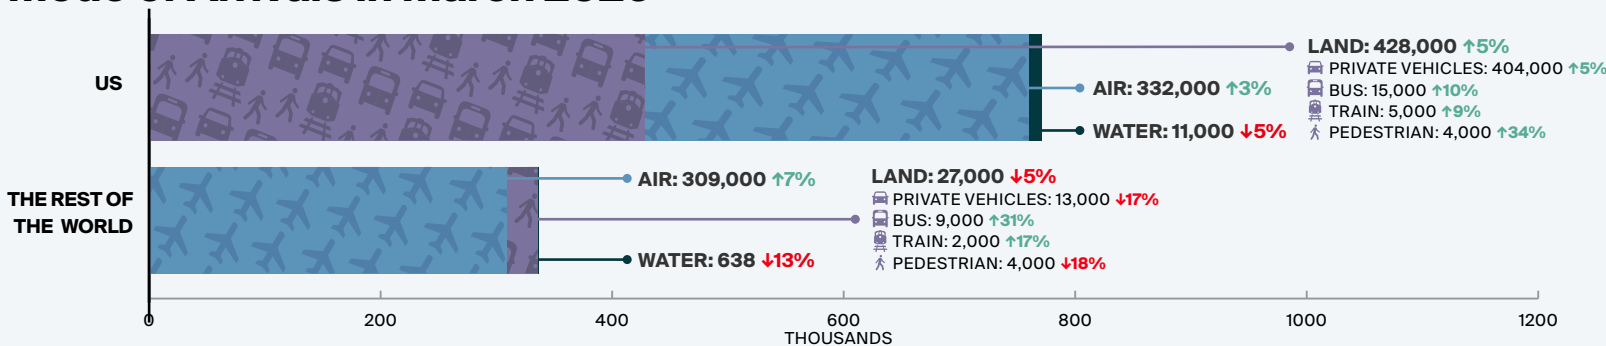 US
LAND: 428,000 ↑5%
PRIVATE VEHICLES: 404,000 ↑5%
BUS: 15,000 ↑10%
TRAIN: 5,000 ↑9%
PEDESTRIAN: 4,000 ↑34%
AIR: 332,000 ↑3%
WATER: 11,000 ↓5%
THE REST OF
THE WORLD
AIR: 309,000 ↑7%
LAND: 27,000 ↓5%
PRIVATE VEHICLES: 13,000 ↓17%
BUS: 9,000 ↑31%
TRAIN: 2,000 ↑17%
PEDESTRIAN: 4,000 ↓18%
WATER: 638 ↓13%
0 200 400 600 800 1000 1200
THOUSANDS